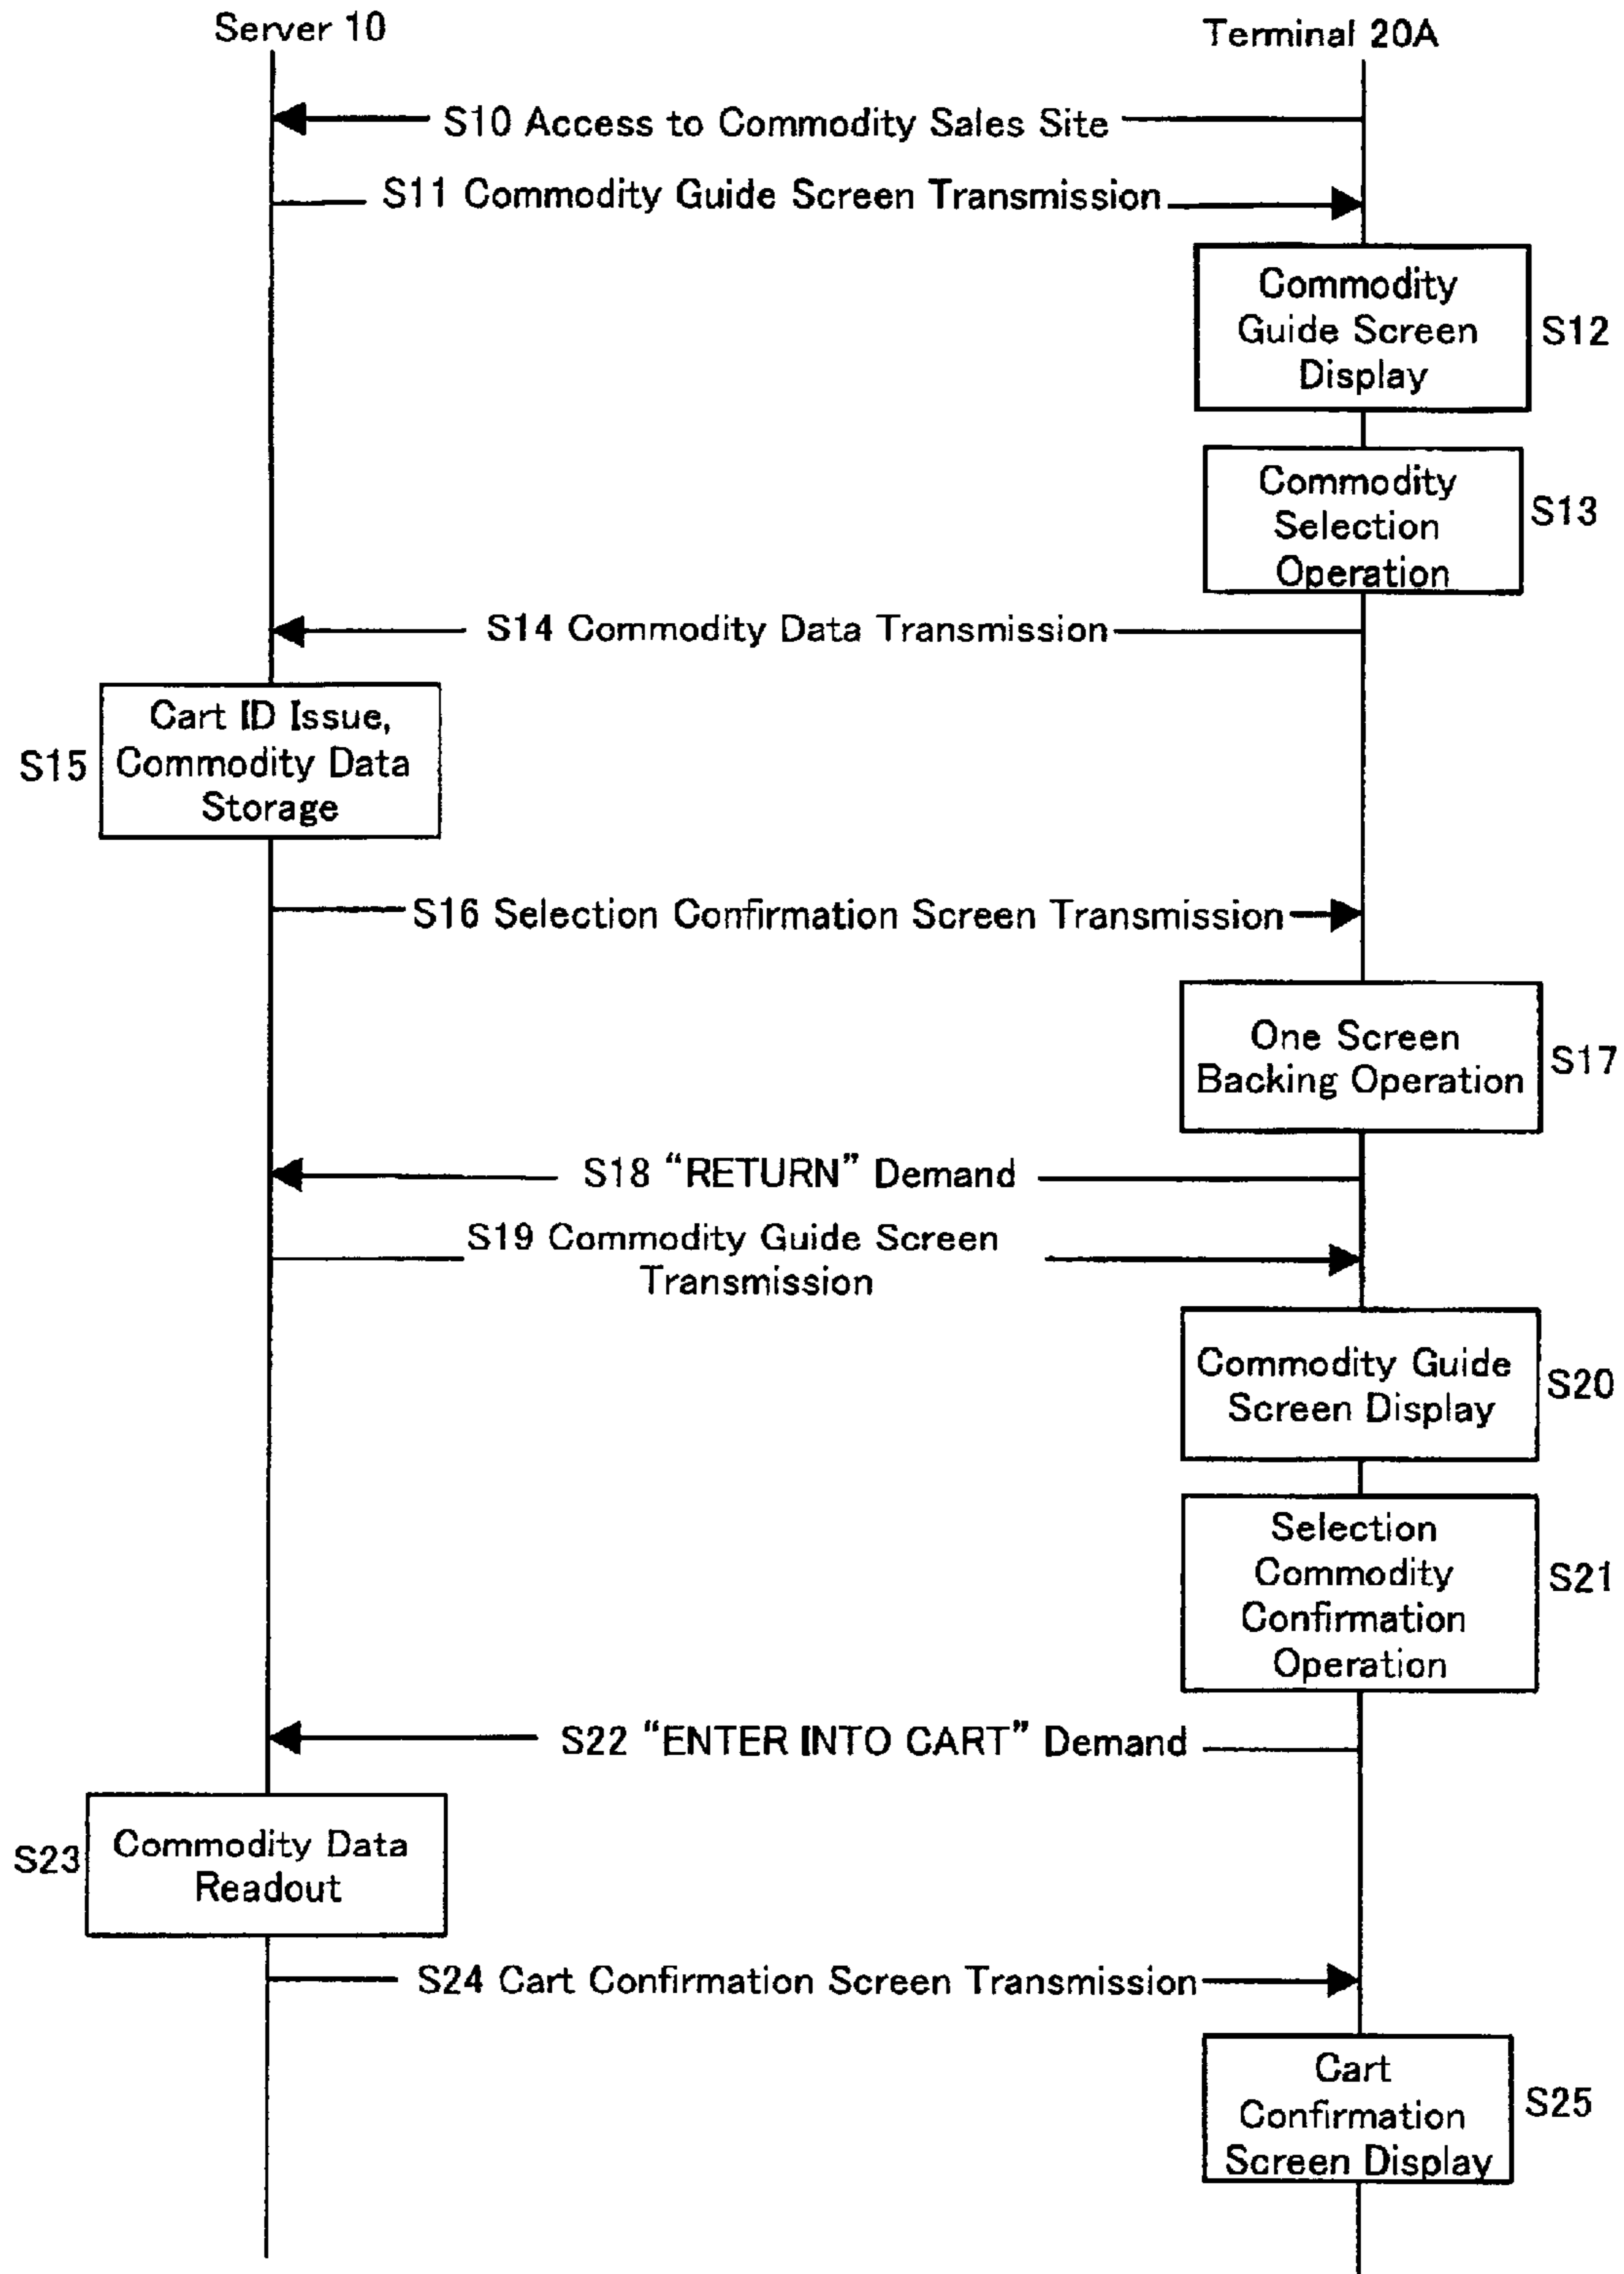 Server 10
Terminal 20A
S10 Access to Commodity Sales Site
S11 Commodity Guide Screen Transmission
Commodity
Guide Screen
Display
S12
Commodity
Selection
Operation
S13
S14 Commodity Data Transmission
Cart ID Issue,
Commodity Data
Storage
S15
S16 Selection Confirmation Screen Transmission
One Screen
Backing Operation
S17
S18 “RETURN” Demand
S19 Commodity Guide Screen
Transmission
Commodity Guide
Screen Display
S20
Selection
Commodity
Confirmation
Operation
S21
S22 “ENTER INTO CART” Demand
S23
Commodity Data
Readout
S24 Cart Confirmation Screen Transmission
Cart
Confirmation
Screen Display
S25